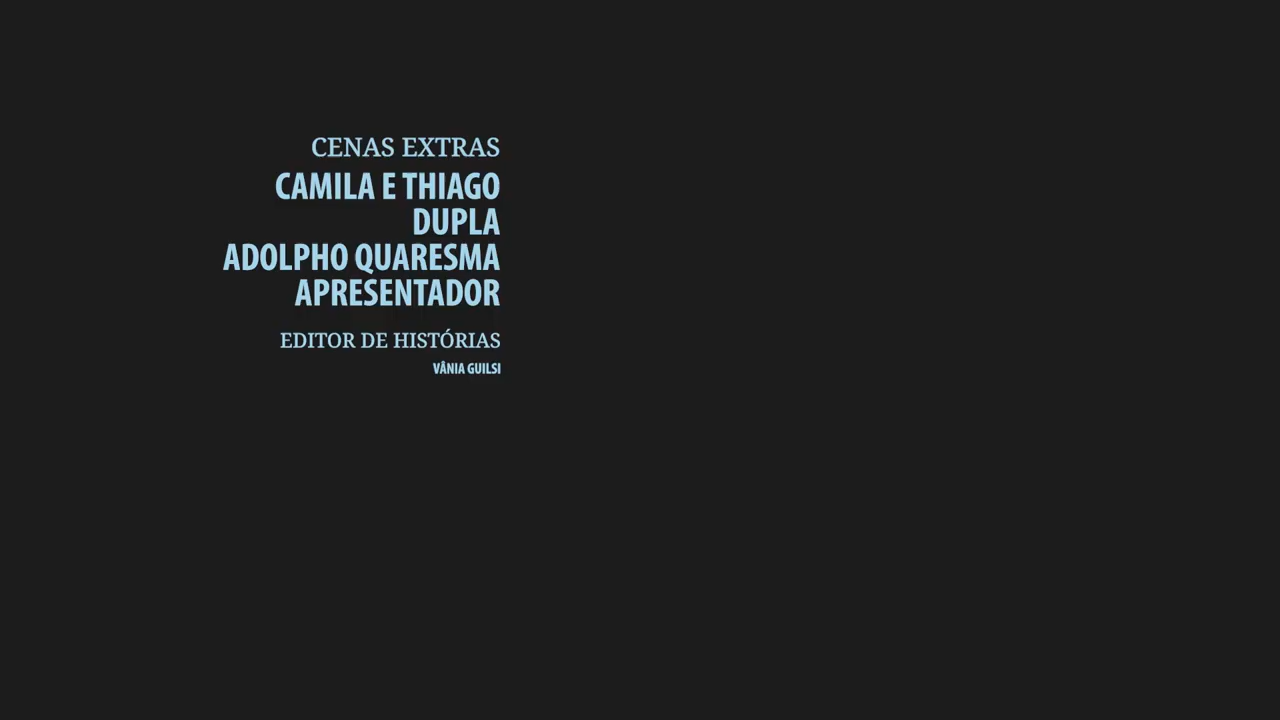 CENAS EXTRAS
CAMILA E THIAGO
DUPLA
ADOLPHO QUARESMA
APRESENTADOR
EDITOR DE HISTÓRIAS
VÂNIA GUILSI